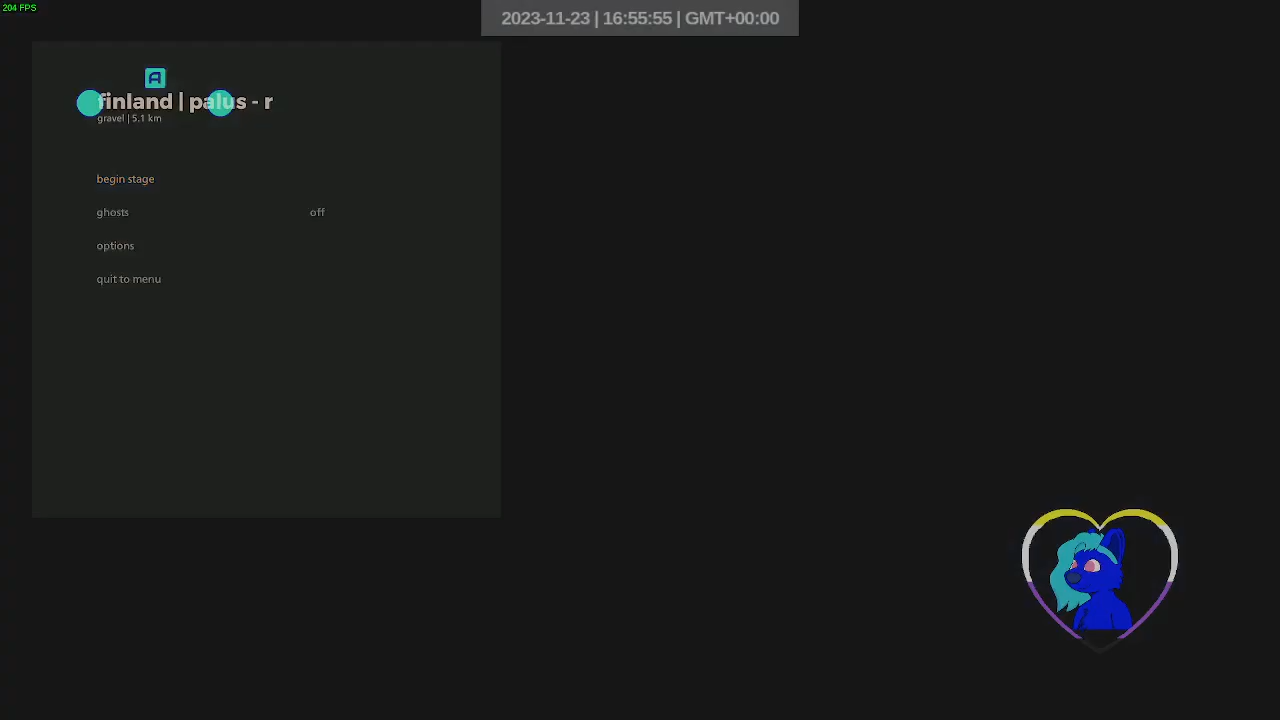 204 FPS
2023-11-23 | 16:55:55 | GMT+00:00
A
finland | palus - r
gravel | 5.1 km
begin stage
ghosts off
options
quit to menu